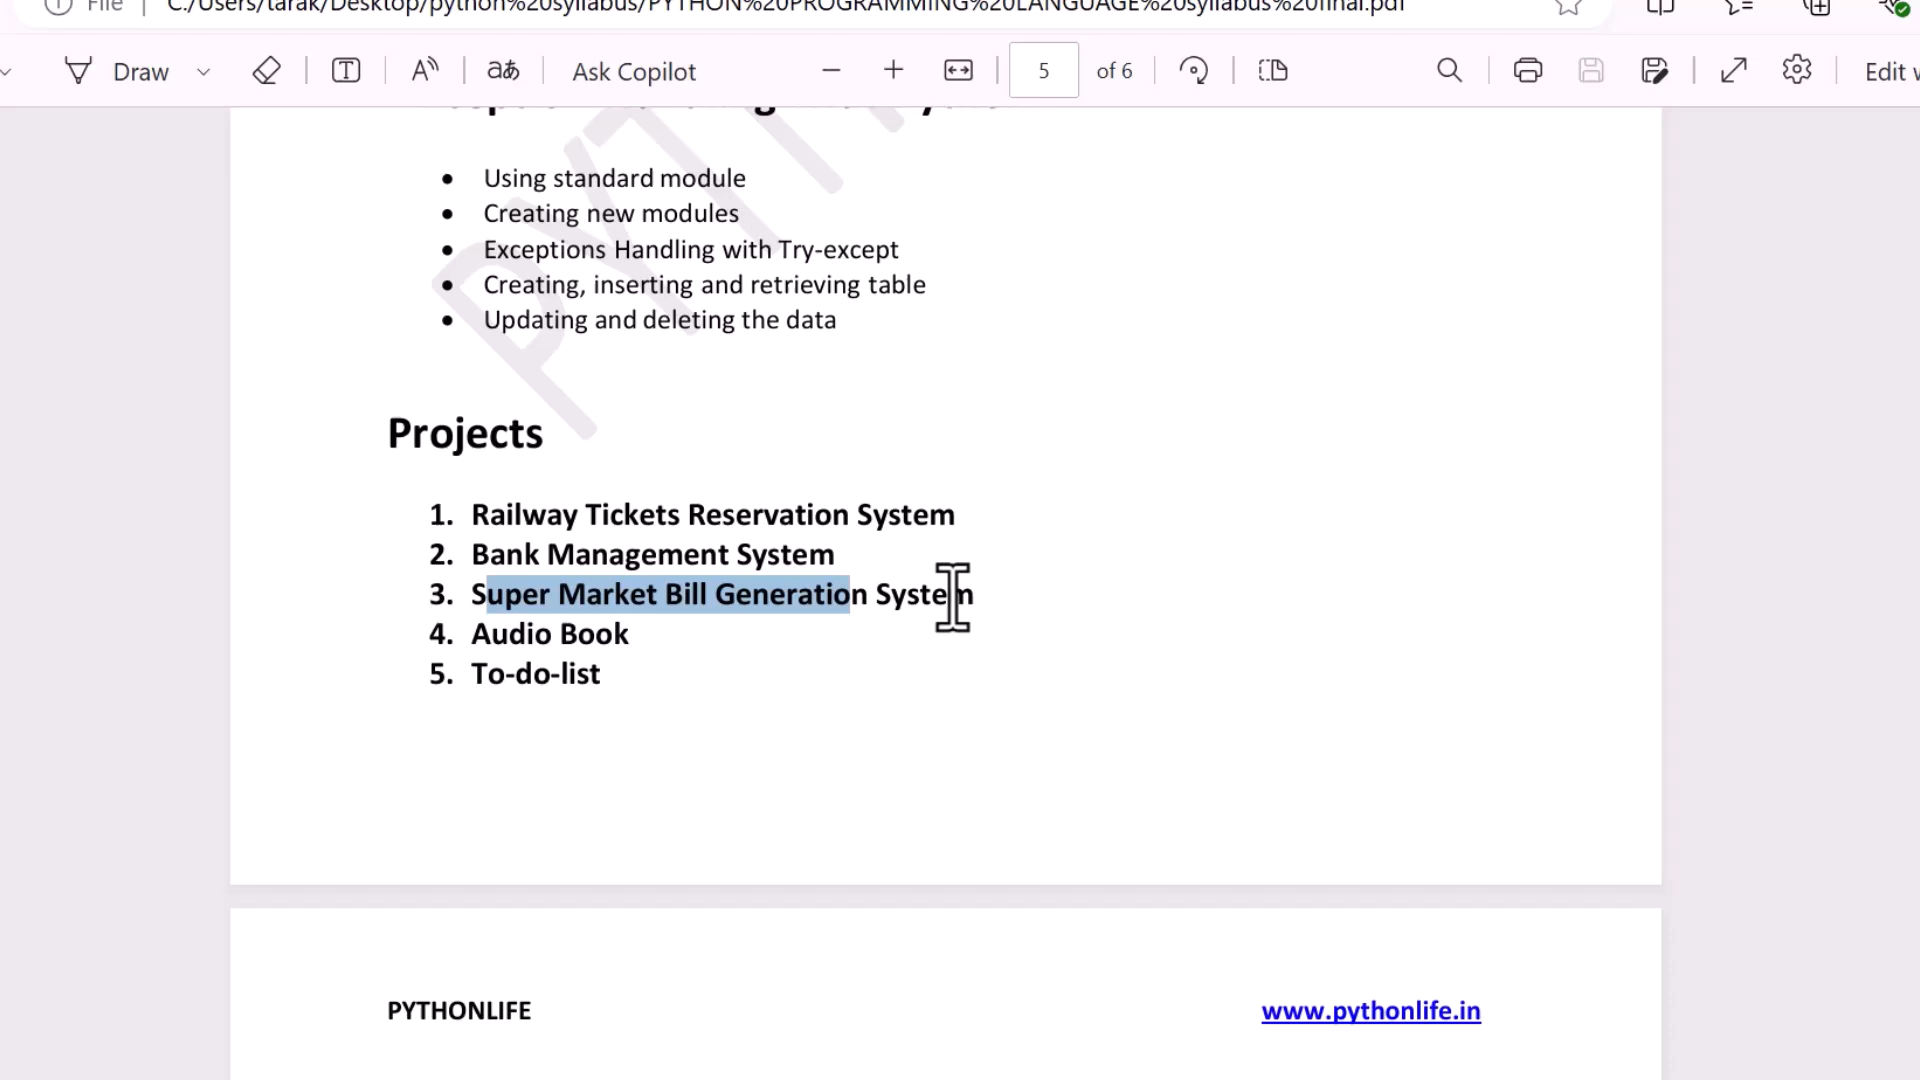 File C:/Users/tarak/Desktop/python%20syllabus/PYTHON%20PROGRAMMING%20LANGUAGE%20syllabus%20final.pdf
Draw Ask Copilot 5 of 6 Edit
• Using standard module
• Creating new modules
• Exceptions Handling with Try-except
• Creating, inserting and retrieving table
• Updating and deleting the data
Projects
1. Railway Tickets Reservation System
2. Bank Management System
3. Super Market Bill Generation System
4. Audio Book
5. To-do-list
PYTHONLIFE www.pythonlife.in